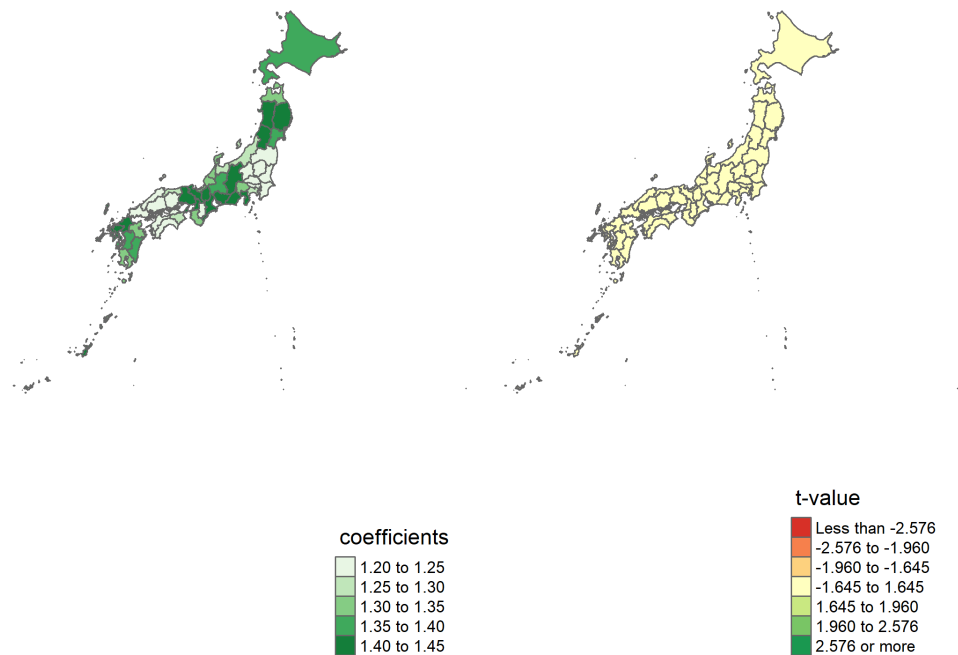 coefficients
1.20 to 1.25
1.25 to 1.30
1.30 to 1.35
1.35 to 1.40
1.40 to 1.45
t-value
Less than -2.576
-2.576 to -1.960
-1.960 to -1.645
-1.645 to 1.645
1.645 to 1.960
1.960 to 2.576
2.576 or more